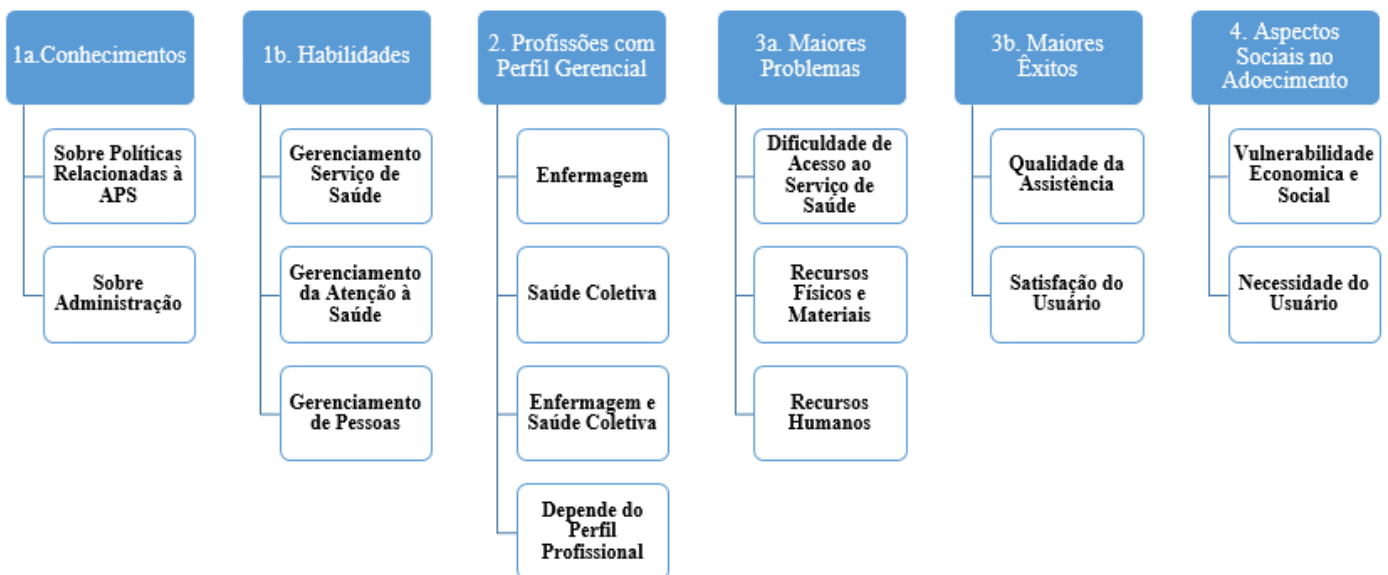 1a.Conhecimentos
Sobre Políticas
Relacionadas à
APS
Sobre
Administração
1b. Habilidades
Gerenciamento
Serviço de
Saúde
Gerenciamento
da Atenção à
Saúde
Gerenciamento
de Pessoas
2. Profissões com
Perfil Gerencial
Enfermagem
Saúde Coletiva
Enfermagem e
Saúde Coletiva
Depende do
Perfil
Profissional
3a. Maiores
Problemas
Dificuldade de
Acesso ao
Serviço de
Saúde
Recursos
Físicos e
Materiais
Recursos
Humanos
3b. Maiores
Êxitos
Qualidade da
Assistência
Satisfação do
Usuário
4. Aspectos
Sociais no
Adoecimento
Vulnerabilidade
Economica e
Social
Necessidade do
Usuário